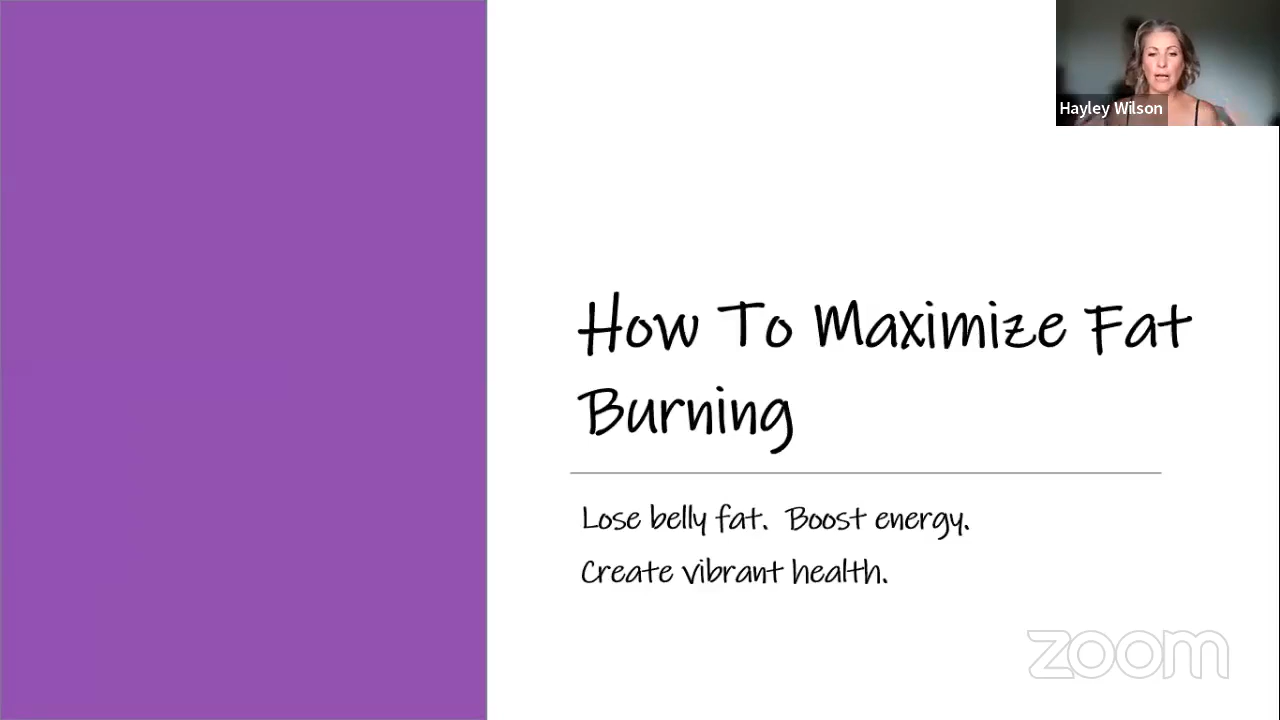 Hayley Wilson
How To Maximize Fat
Burning
Lose belly fat. Boost energy.
Create vibrant health.
zoom